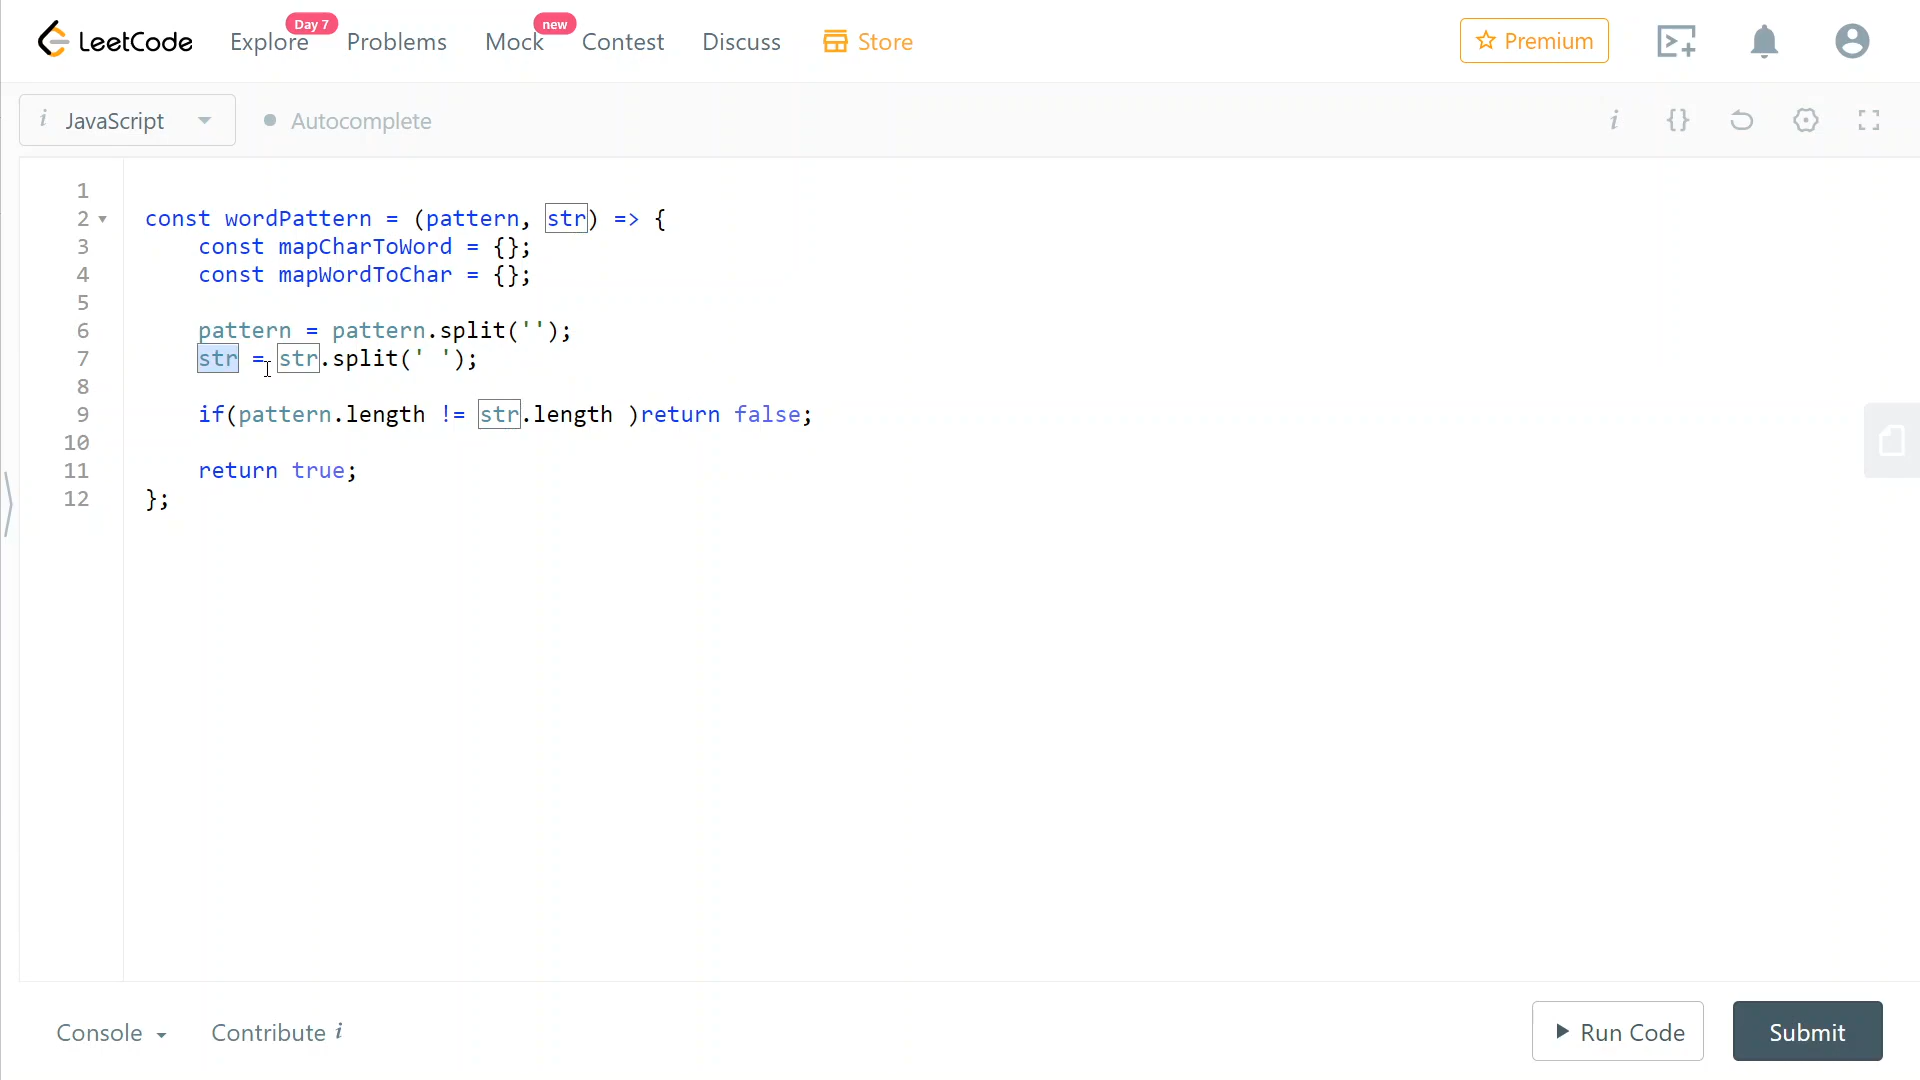 LeetCode Explore Day 7 Problems Mock new Contest Discuss Store Premium
i JavaScript Autocomplete i {}
1
2 const wordPattern = (pattern, str) => {
3     const mapCharToWord = {};
4     const mapWordToChar = {};
5
6     pattern = pattern.split('');
7     str = str.split(' ');
8
9     if(pattern.length != str.length )return false;
10
11     return true;
12 };
Console Contribute i Run Code Submit